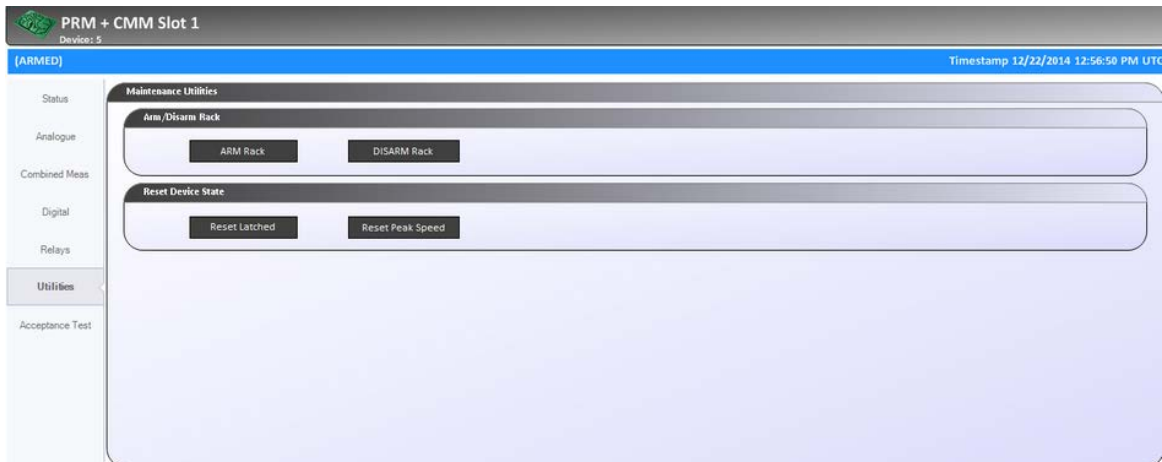 PRM + CMM Slot 1
Device: 5
(ARMED)
Timestamp 12/22/2014 12:56:50 PM UTC
Status
Analogue
Combined Meas
Digital
Relays
Utilities
Acceptance Test
Maintenance Utilities
Arm/Disarm Rack
ARM Rack
DISARM Rack
Reset Device State
Reset Latched
Reset Peak Speed